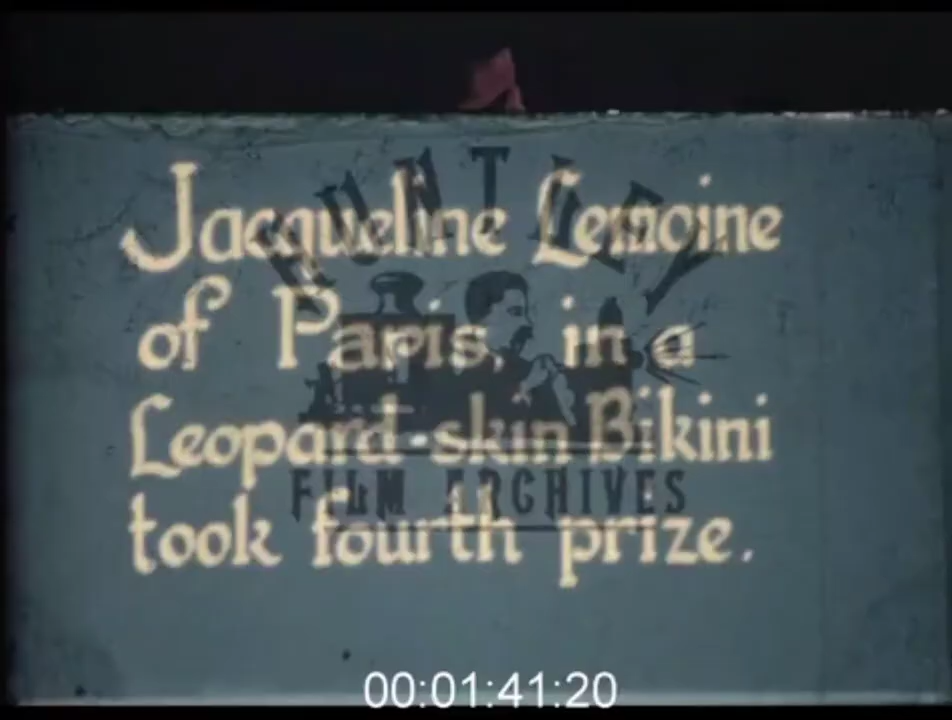 HUNTLEY
Jacqueline Lemoine
of Paris, in a
Leopard-skin Bikini
took fourth prize.
FILM ARCHIVES
00:01:41:20